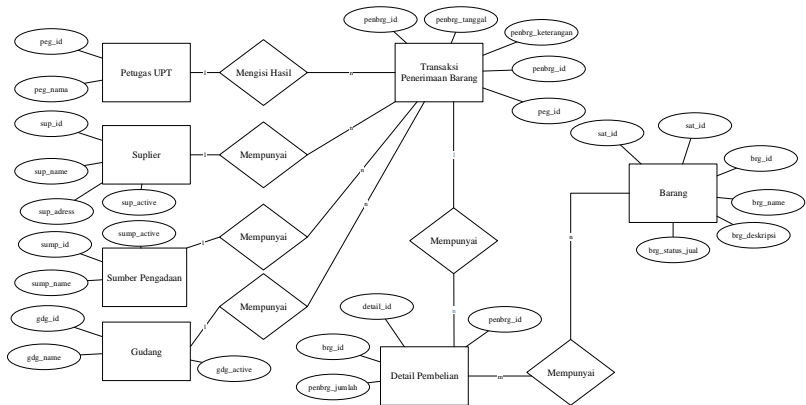 penbrg_id
penbrg_tanggal
penbrg_keterangan
penbrg_id
peg_id
Transaksi
Penerimaan Barang
peg_id
peg_nama
Petugas UPT
1
Mengisi Hasil
n
sup_id
sup_name
sup_adress
sup_active
Suplier
1
Mempunyai
n
sump_active
sump_id
sump_name
Sumber Pengadaan
1
Mempunyai
n
gdg_id
gdg_name
gdg_active
Gudang
1
Mempunyai
n
1
Mempunyai
n
sat_id
sat_id
brg_id
brg_name
brg_deskripsi
brg_status_jual
Barang
n
detail_id
penbrg_id
brg_id
penbrg_jumlah
Detail Pembelian
m
Mempunyai